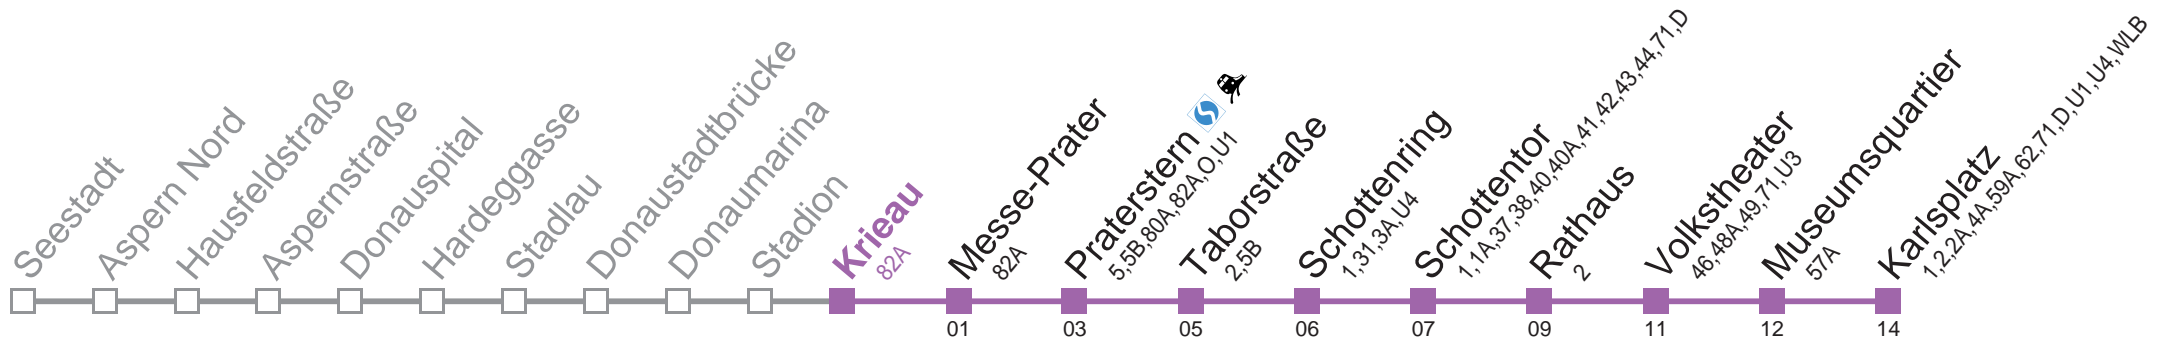 Seestadt
Aspern Nord
Hausfeldstraße
Aspernstraße
Donauspital
Hardeggasse
Stadlau
Donaustadtbrücke
Donaumarina
Stadion
Krieau
82A
Messe-Prater
82A
Praterstern
5,5B,80A,82A,O,U1
Taborstraße
2,5B
Schottenring
1,31,3A,U4
Schottentor
1,1A,37,38,40,40A,41,42,43,44,71,D
Rathaus
2
Volkstheater
46,48A,49,71,U3
Museumsquartier
57A
Karlsplatz
1,2,2A,4A,59A,62,71,D,U1,U4,WLB
01 03 05 06 07 09 11 12 14